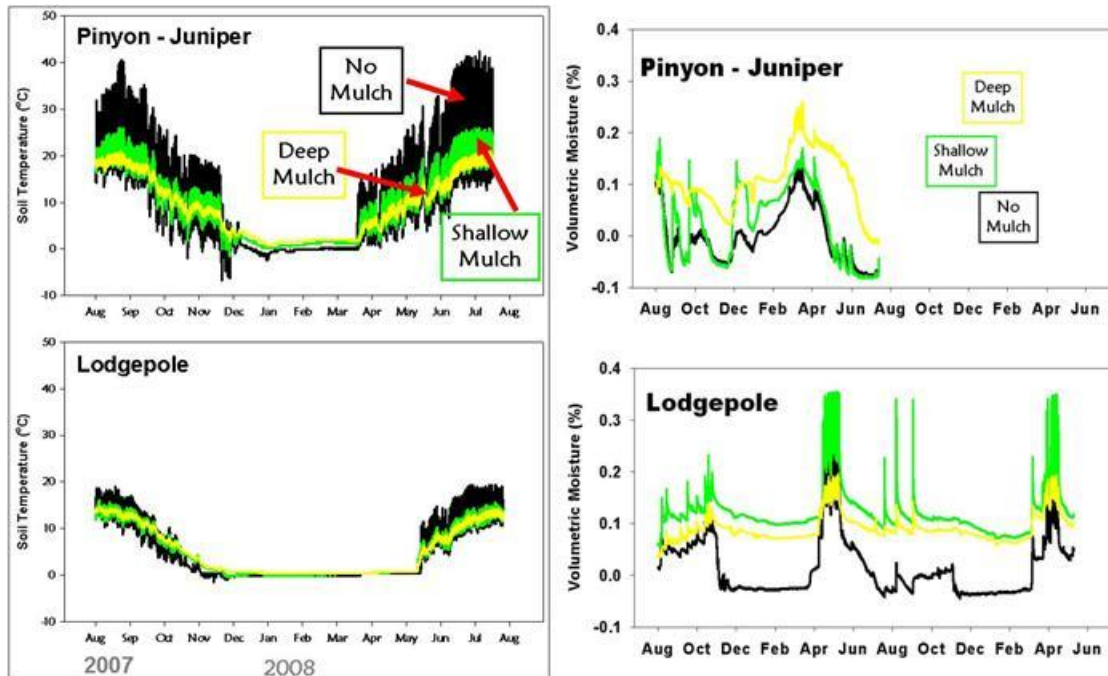 Pinyon - Juniper
Soil Temperature (°C)
50
40
30
20
10
0
-10
No
Mulch
Deep
Mulch
Shallow
Mulch
Aug Sep Oct Nov Dec Jan Feb Mar Apr May Jun Jul Aug
Lodgepole
Soil Temperature (°C)
50
40
30
20
10
0
-10
Aug Sep Oct Nov Dec Jan Feb Mar Apr May Jun Jul Aug
2007 2008
Pinyon - Juniper
Volumetric Moisture (%)
0.4
0.3
0.2
0.1
0.0
-0.1
Deep
Mulch
Shallow
Mulch
No
Mulch
Aug Oct Dec Feb Apr Jun Aug Oct Dec Feb Apr Jun
Lodgepole
Volumetric Moisture (%)
0.4
0.3
0.2
0.1
0.0
-0.1
Aug Oct Dec Feb Apr Jun Aug Oct Dec Feb Apr Jun